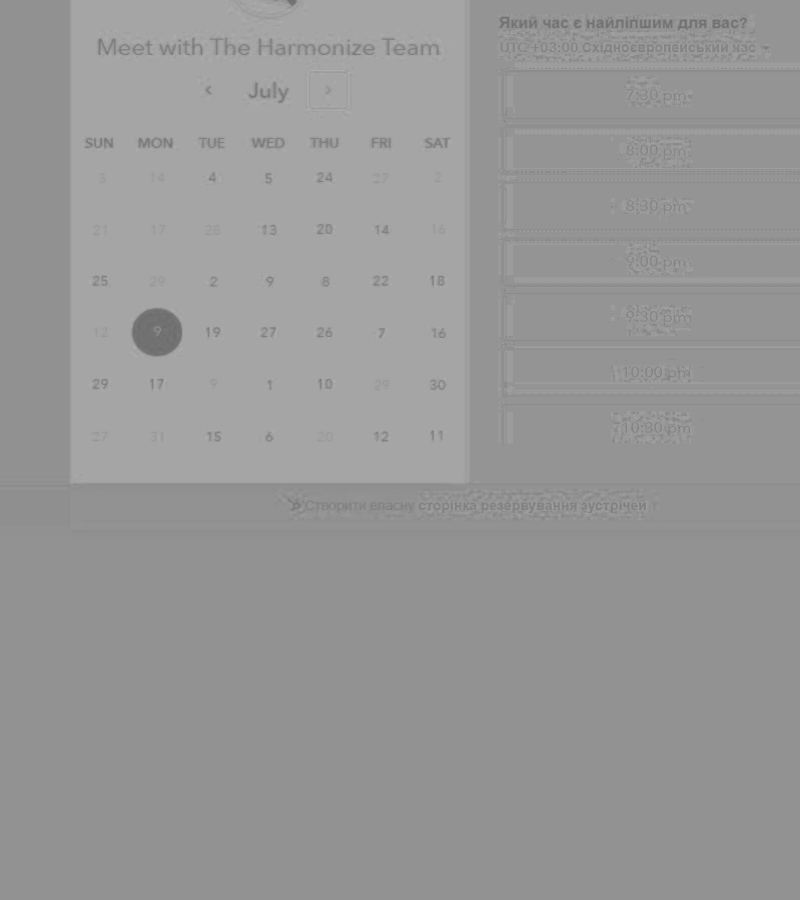 Meet with The Harmonize Team
‹ July ›
SUN MON TUE WED THU FRI SAT
3 14 4 5 24 27 2
21 17 28 13 20 14 16
25 29 2 9 8 22 18
12 9 19 27 26 7 16
29 17 9 1 10 29 30
27 31 15 6 20 12 11
Який час є найліпшим для вас?
UTC +03:00 Східноєвропейський час
7:30 pm
8:00 pm
8:30 pm
9:00 pm
9:30 pm
10:00 pm
10:30 pm
Створити власну сторінка резервування зустрічей